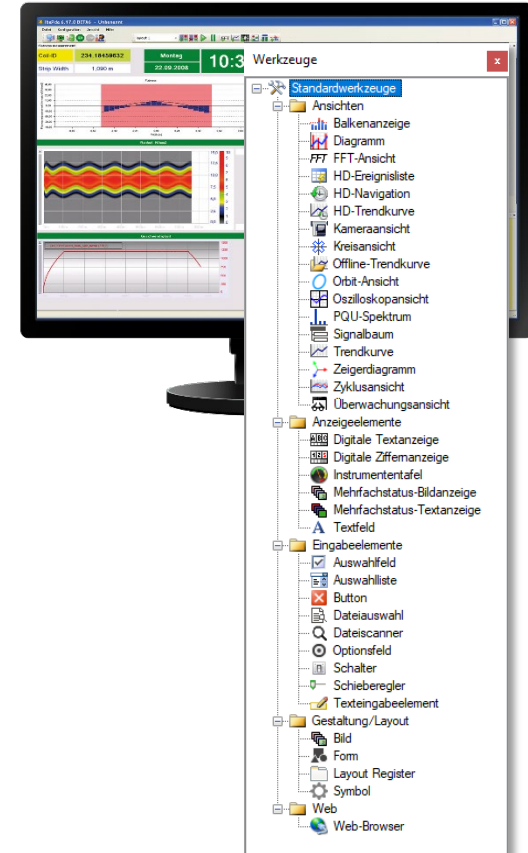 Coil-ID
234.18459632
Montag
10:3
Strip Width
1.090 m
22.09.2008
Werkzeuge
x
Standardwerkzeuge
Ansichten
Balkenanzeige
Diagramm
FFT FFT-Ansicht
HD-Ereignisliste
HD-Navigation
HD-Trendkurve
Kameraansicht
Kreisansicht
Offline-Trendkurve
Orbit-Ansicht
Oszilloskopansicht
PQU-Spektrum
Signalbaum
Trendkurve
Zeigerdiagramm
Zyklusansicht
Überwachungsansicht
Anzeigeelemente
Digitale Textanzeige
Digitale Ziffernanzeige
Instrumententafel
Mehrfachstatus-Bildanzeige
Mehrfachstatus-Textanzeige
A Textfeld
Eingabeelemente
Auswahlfeld
Auswahlliste
Button
Dateiauswahl
Dateiscanner
Optionsfeld
Schalter
Schieberegler
Texteingabeelement
Gestaltung/Layout
Bild
Form
Layout Register
Symbol
Web
Web-Browser